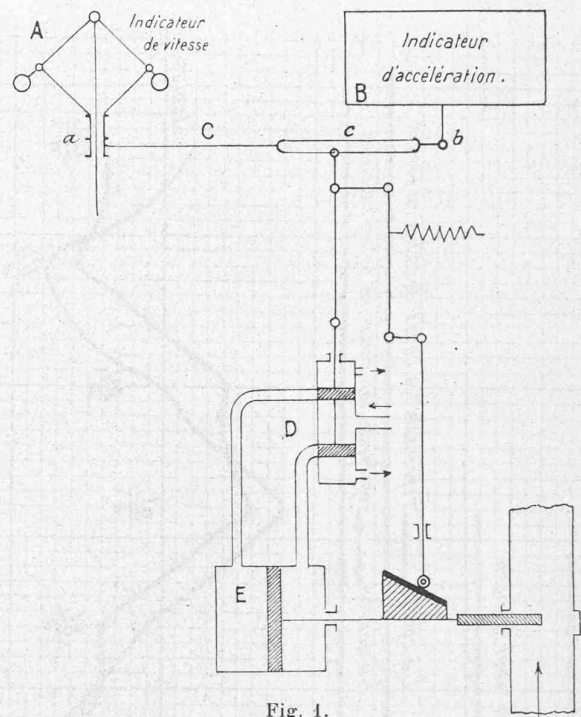 A
Indicateur
de vitesse
Indicateur
d'accélération.
B
a
C
c
b
D
E
Fig. 1.